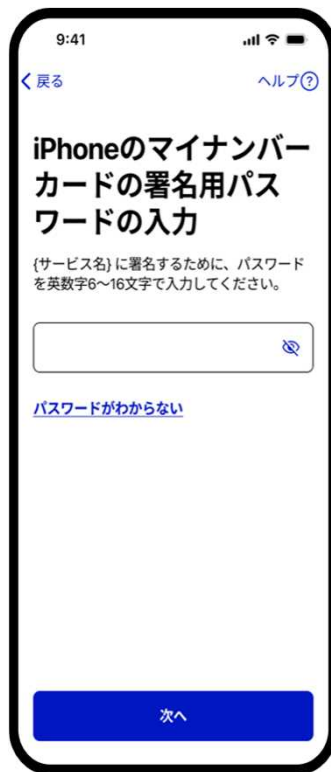 9:41
戻る
ヘルプ?
iPhoneのマイナンバー
カードの署名用パス
ワードの入力
{サービス名} に署名するために、パスワード
を英数字6〜16文字で入力してください。
パスワードがわからない
次へ